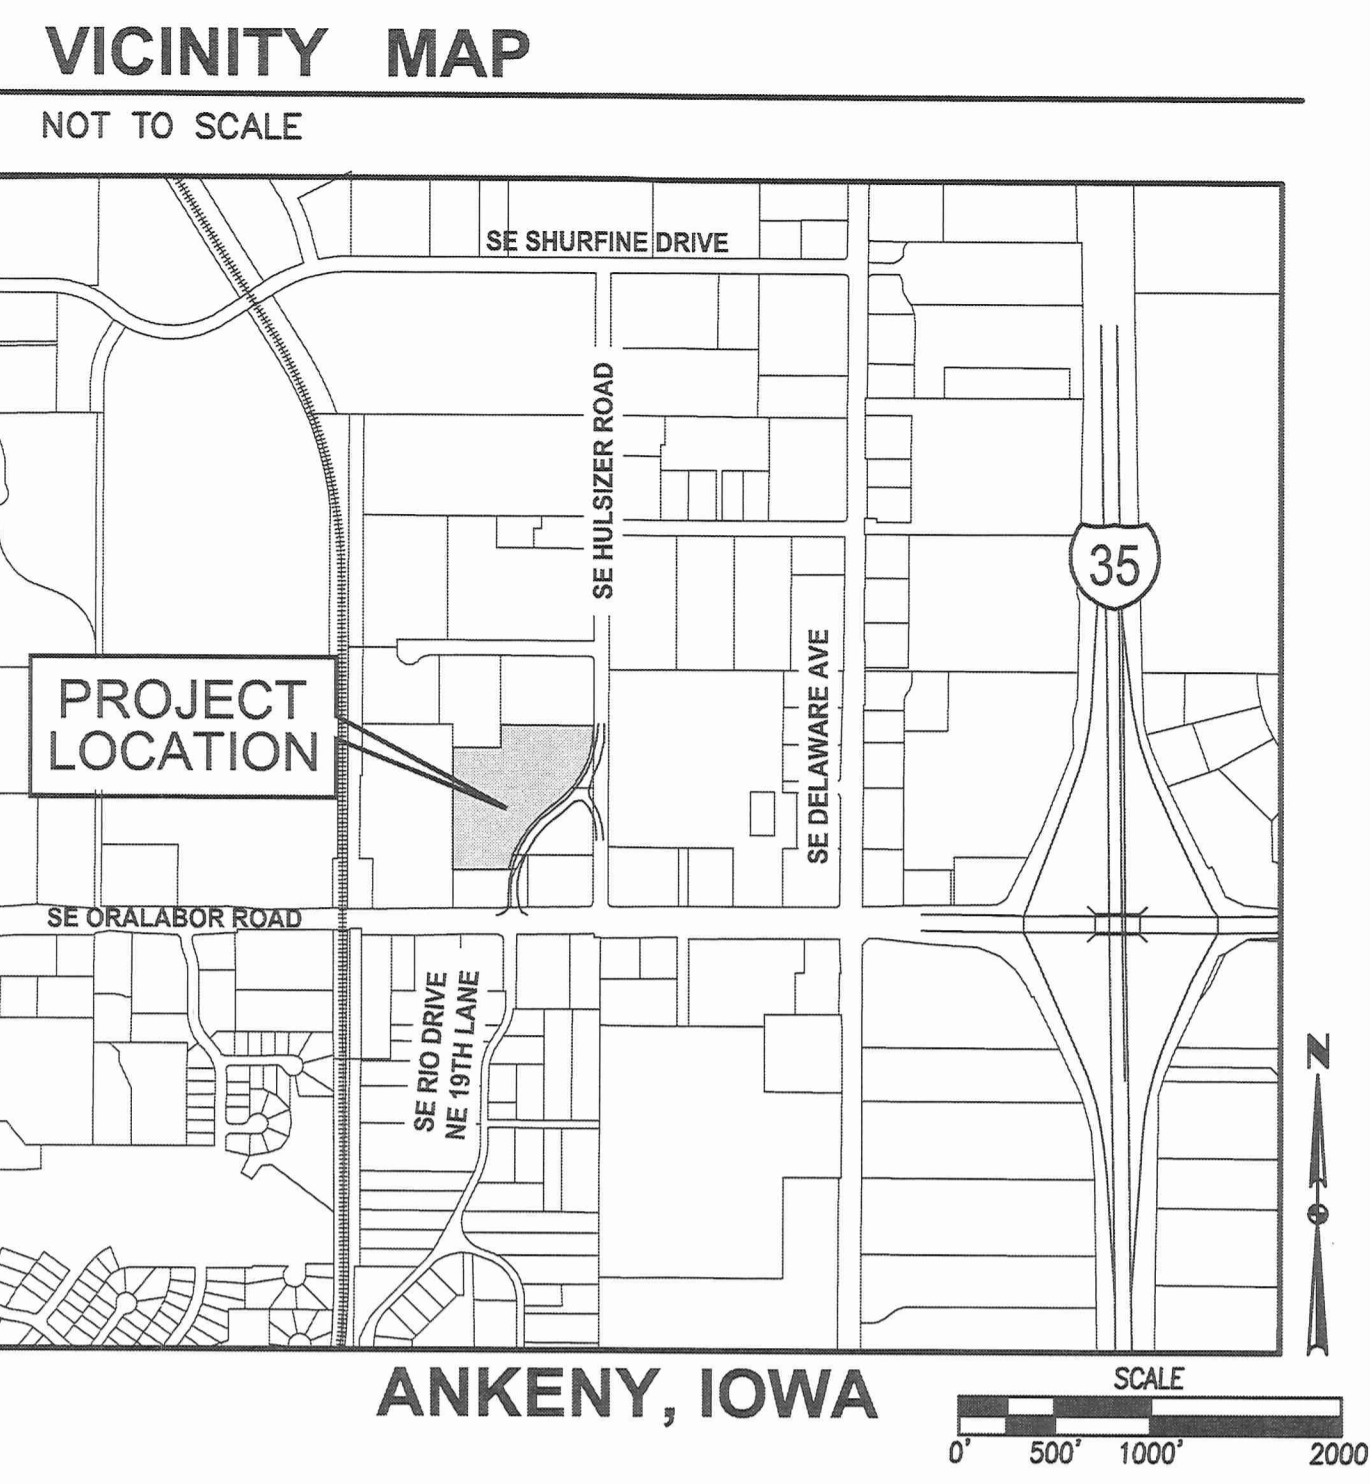 VICINITY MAP
NOT TO SCALE
SE SHURFINE DRIVE
SE HULSIZER ROAD
35
SE DELAWARE AVE
PROJECT
LOCATION
SE ORALABOR ROAD
SE RIO DRIVE
NE 19TH LANE
N
ANKENY, IOWA
SCALE
0' 500' 1000' 2000